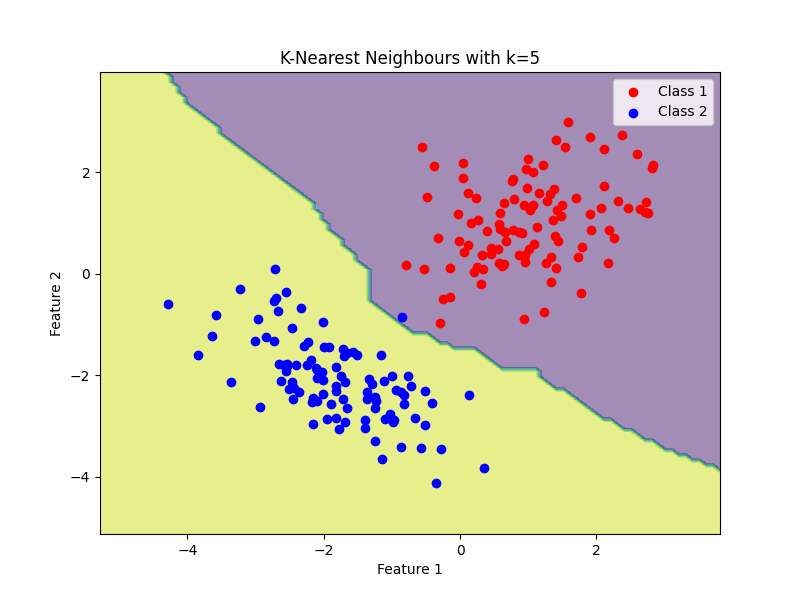 K-Nearest Neighbours with k=5
Class 1
Class 2
2
0
−2
−4
Feature 2
−4
−2
0
2
Feature 1